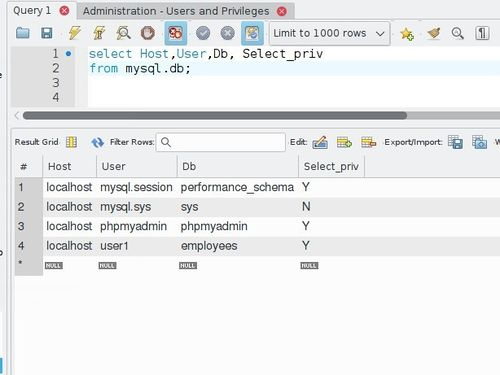 Query 1
Administration - Users and Privileges
Limit to 1000 rows
1 select Host,User,Db, Select_priv
2 from mysql.db;
3
4
Result Grid Filter Rows: Edit: Export/Import:
# Host User Db Select_priv
1 localhost mysql.session performance_schema Y
2 localhost mysql.sys sys N
3 localhost phpmyadmin phpmyadmin Y
4 localhost user1 employees Y
* NULL NULL NULL NULL